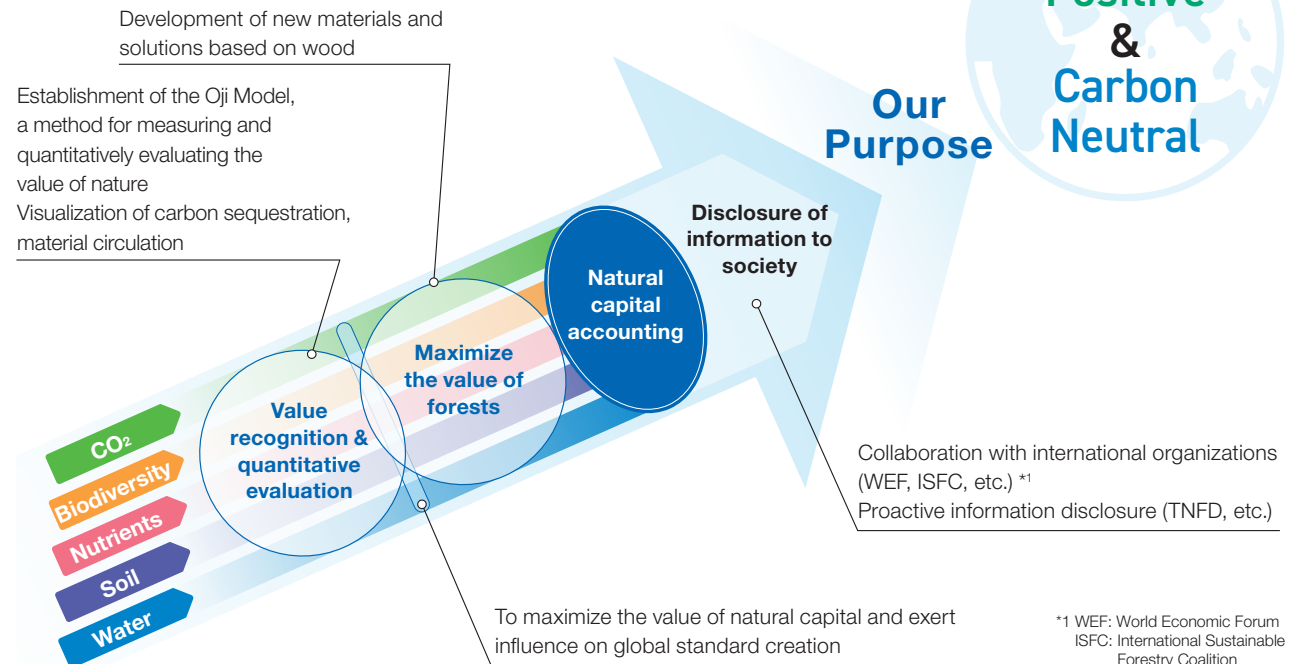 Development of new materials and
solutions based on wood
Establishment of the Oji Model,
a method for measuring and
quantitatively evaluating the
value of nature
Visualization of carbon sequestration,
material circulation
Positive
&
Carbon
Neutral
Our
Purpose
Disclosure of
information to
society
Natural
capital
accounting
Maximize
the value of
forests
Value
recognition &
quantitative
evaluation
CO₂
Biodiversity
Nutrients
Soil
Water
Collaboration with international organizations
(WEF, ISFC, etc.) *1
Proactive information disclosure (TNFD, etc.)
To maximize the value of natural capital and exert
influence on global standard creation
*1 WEF: World Economic Forum
ISFC: International Sustainable
Forestry Coalition